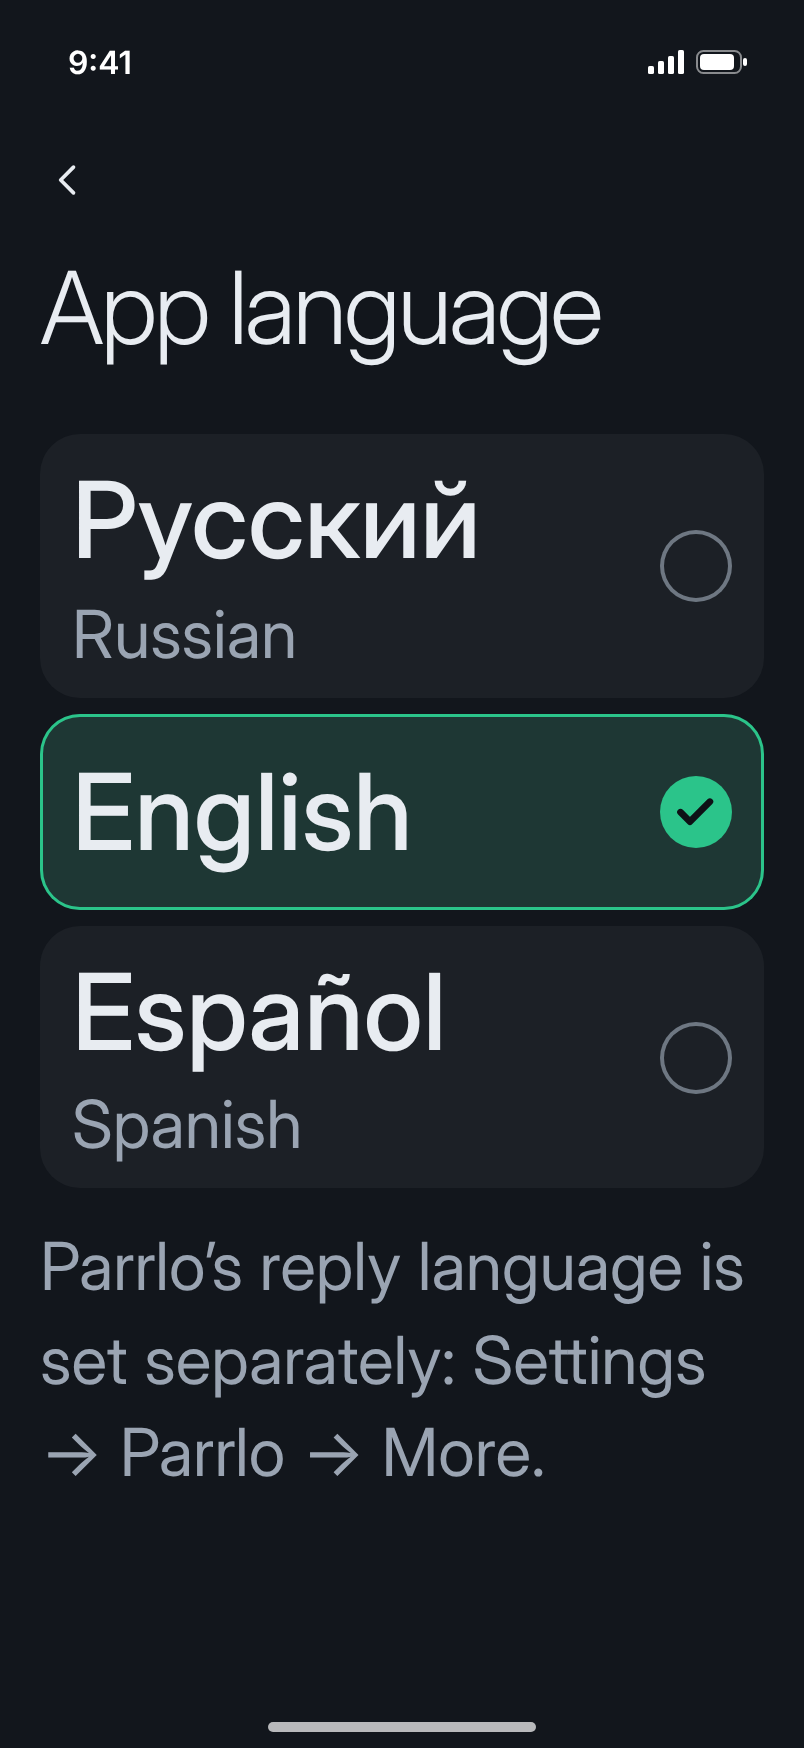 9:41
App language
Русский
Russian
English
Español
Spanish
Parrlo’s reply language is
set separately: Settings
→ Parrlo → More.